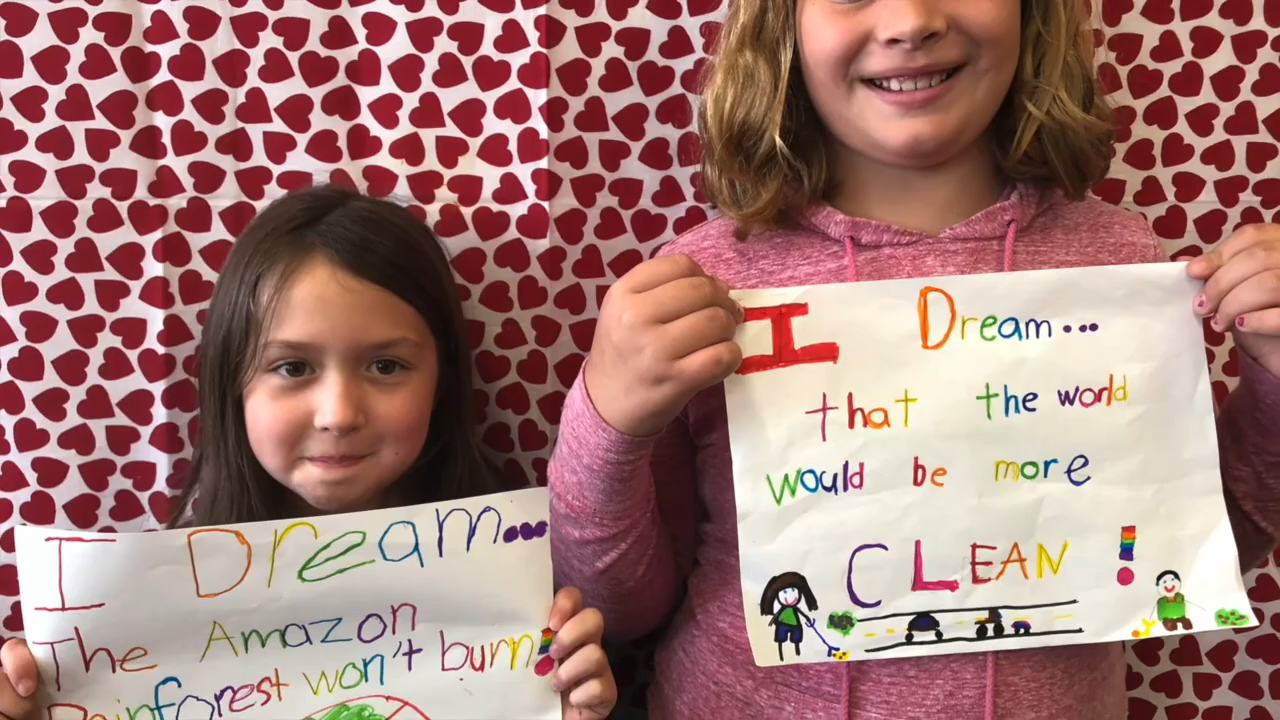 I Dream...
The Amazon
Rainforest won't burn!
I Dream...
that the world
would be more
CLEAN!